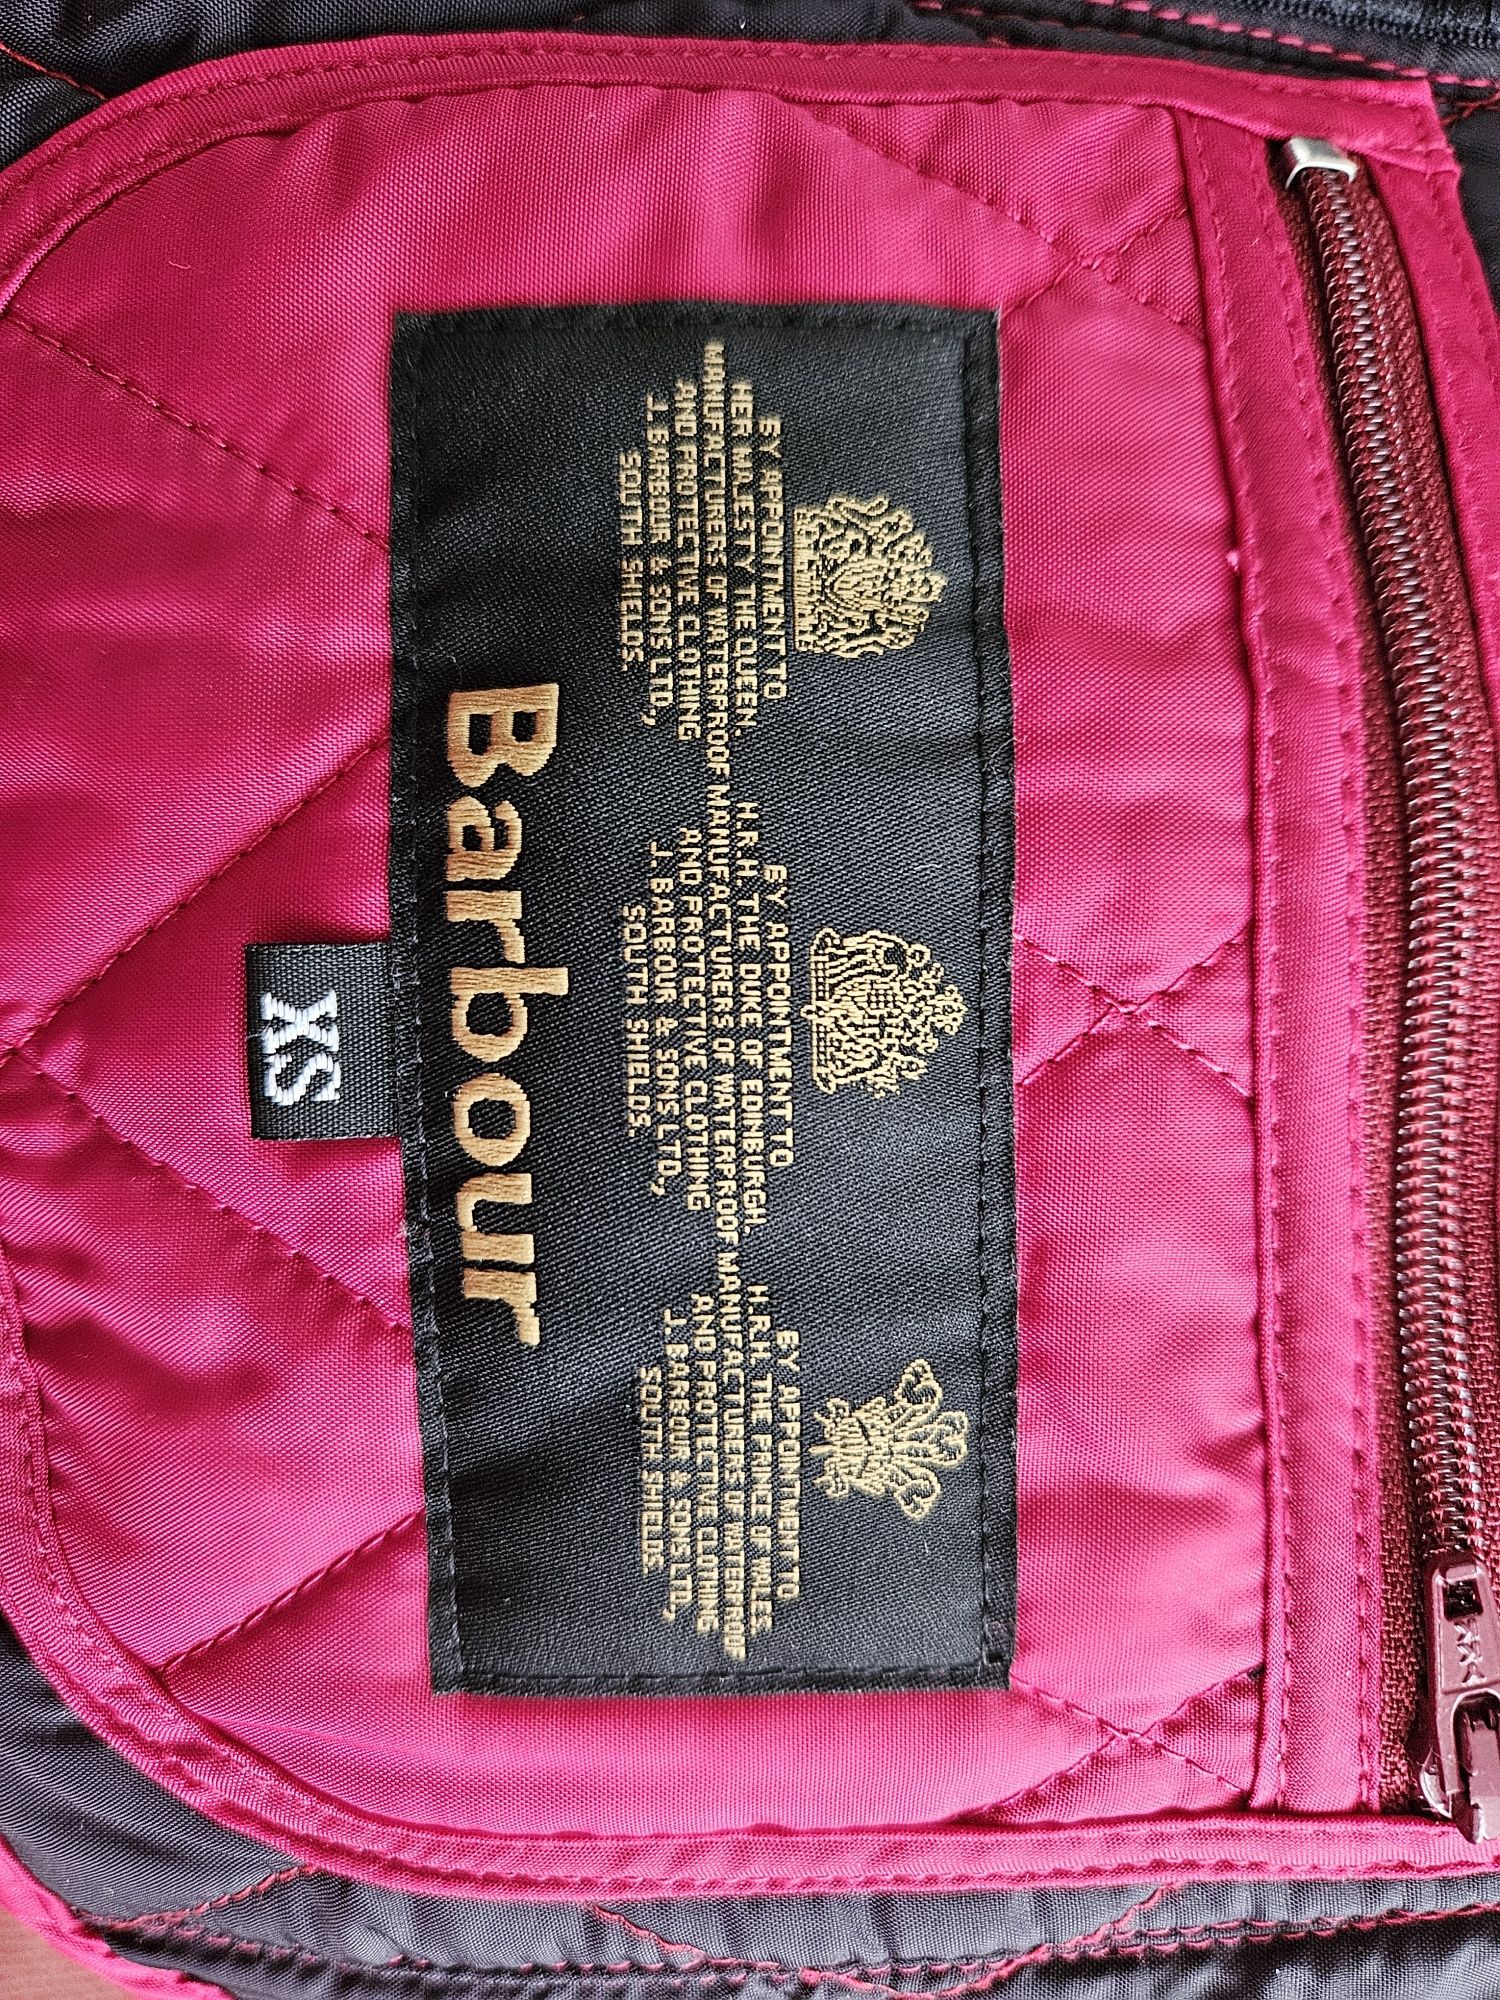 BY APPOINTMENT TO
HER MAJESTY THE QUEEN.
MANUFACTURERS OF WATERPROOF
AND PROTECTIVE CLOTHING
J. BARBOUR & SONS LTD.,
SOUTH SHIELDS.
BY APPOINTMENT TO
H.R.H. THE DUKE OF EDINBURGH.
MANUFACTURERS OF WATERPROOF
AND PROTECTIVE CLOTHING
J. BARBOUR & SONS LTD.,
SOUTH SHIELDS.
BY APPOINTMENT TO
H.R.H. THE PRINCE OF WALES
MANUFACTURERS OF WATERPROOF
AND PROTECTIVE CLOTHING
J. BARBOUR & SONS LTD,
SOUTH SHIELDS
Barbour
XS